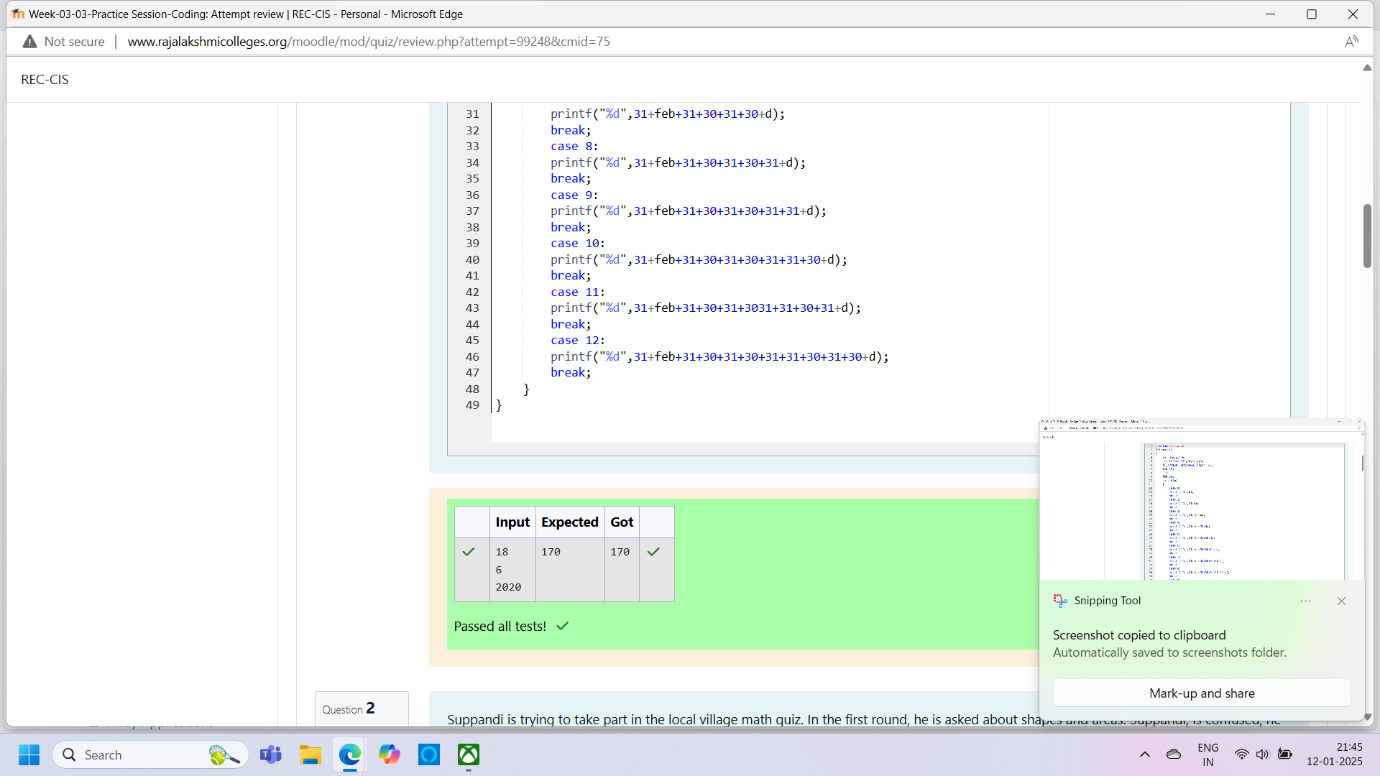 Week-03-03-Practice Session-Coding: Attempt review | REC-CIS - Personal - Microsoft Edge
Not secure | www.rajalakshmicolleges.org/moodle/mod/quiz/review.php?attempt=99248&cmid=75
REC-CIS
31 printf("%d",31+feb+31+30+31+30+d);
32 break;
33 case 8:
34 printf("%d",31+feb+31+30+31+30+31+d);
35 break;
36 case 9:
37 printf("%d",31+feb+31+30+31+30+31+31+d);
38 break;
39 case 10:
40 printf("%d",31+feb+31+30+31+30+31+31+30+d);
41 break;
42 case 11:
43 printf("%d",31+feb+31+30+31+3031+31+30+31+d);
44 break;
45 case 12:
46 printf("%d",31+feb+31+30+31+30+31+31+30+31+30+d);
47 break;
48 }
49 }
Input Expected Got
18 170 170
6
2020
Passed all tests!
Snipping Tool
Screenshot copied to clipboard
Automatically saved to screenshots folder.
Mark-up and share
Question 2
Suppandi is trying to take part in the local village math quiz. In the first round, he is asked about shapes and areas. Suppandi, is confused, he
Search
ENG
IN
21:45
12-01-2025